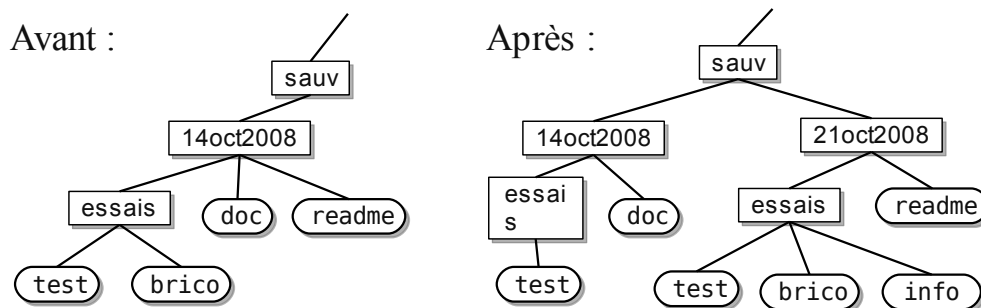 Avant :
sauv
14oct2008
essais
doc
readme
test
brico
Après :
sauv
14oct2008
21oct2008
essai
s
doc
essais
readme
test
test
brico
info